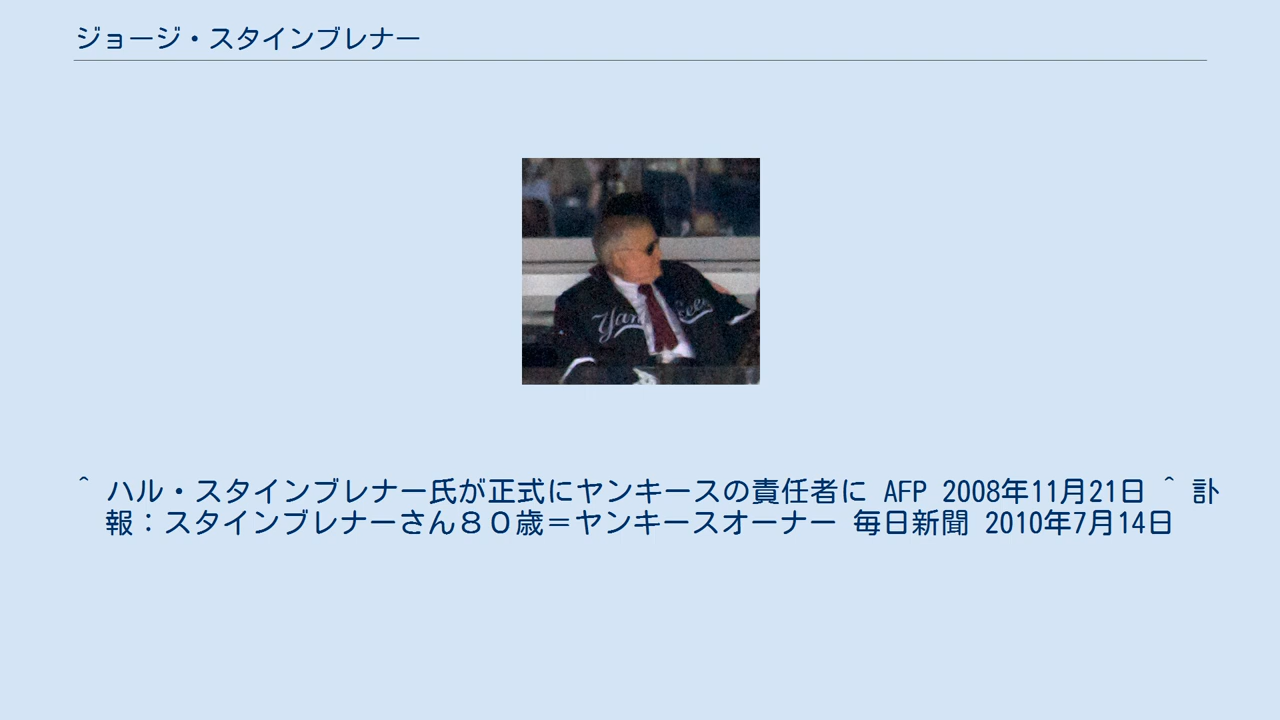 ジョージ・スタインブレナー
Yankees
^ ハル・スタインブレナー氏が正式にヤンキースの責任者に AFP 2008年11月21日 ^ 訃
報：スタインブレナーさん８０歳＝ヤンキースオーナー 毎日新聞 2010年7月14日